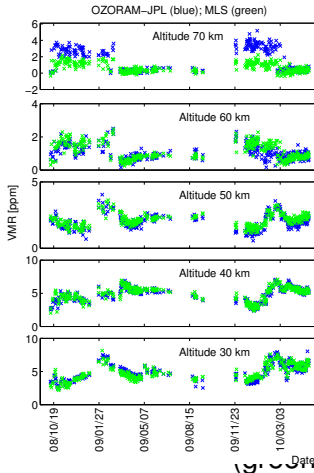 OZORAM−JPL (blue); MLS (green)
6
4
2
0
−2
Altitude 70 km
4
2
0
Altitude 60 km
5
0
Altitude 50 km
VMR [ppm]
10
5
0
Altitude 40 km
10
5
0
Altitude 30 km
08/10/19
09/01/27
09/05/07
09/08/15
09/11/23
10/03/03
Date